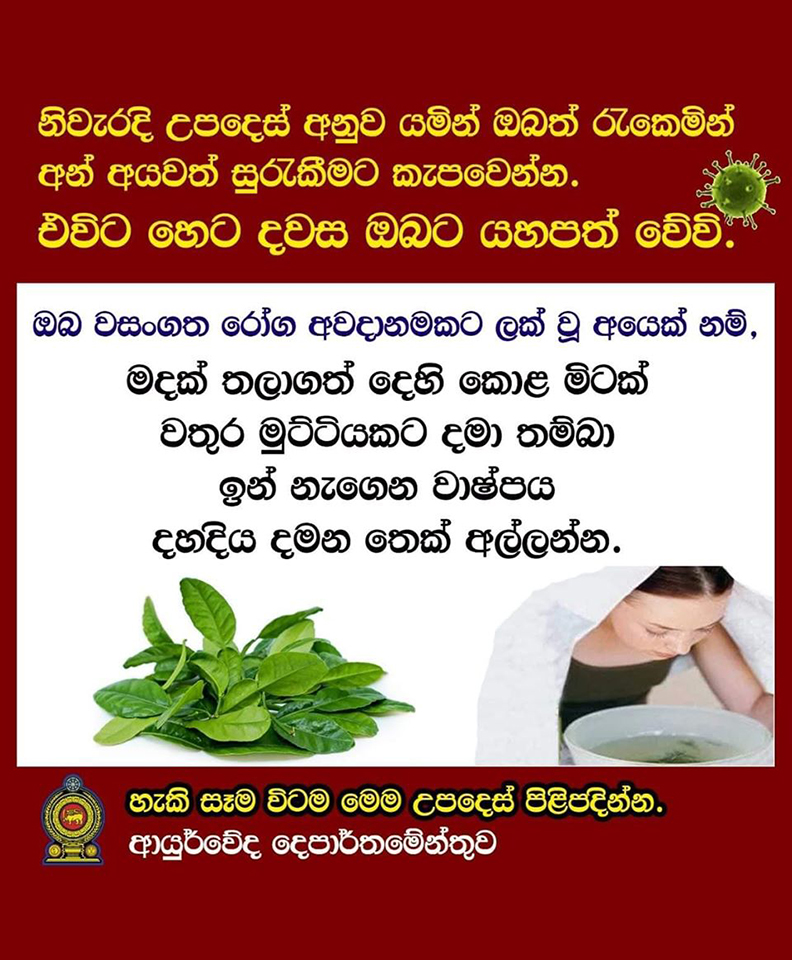 නිවැරදි උපදෙස් අනුව යමින් ඔබත් රැකෙමින්
අන් අයවත් සුරැකීමට කැපවෙන්න.
එවිට හෙට දවස ඔබට යහපත් වේවි.
ඔබ වසංගත රෝග අවදානමකට ලක් වූ අයෙක් නම්,
මදක් තලාගත් දෙහි කොළ මිටක්
වතුර මුට්ටියකට දමා තම්බා
ඉන් නැගෙන වාෂ්පය
දහදිය දමන තෙක් අල්ලන්න.
හැකි සෑම විටම මෙම උපදෙස් පිළිපදින්න.
ආයුර්වේද දෙපාර්තමේන්තුව